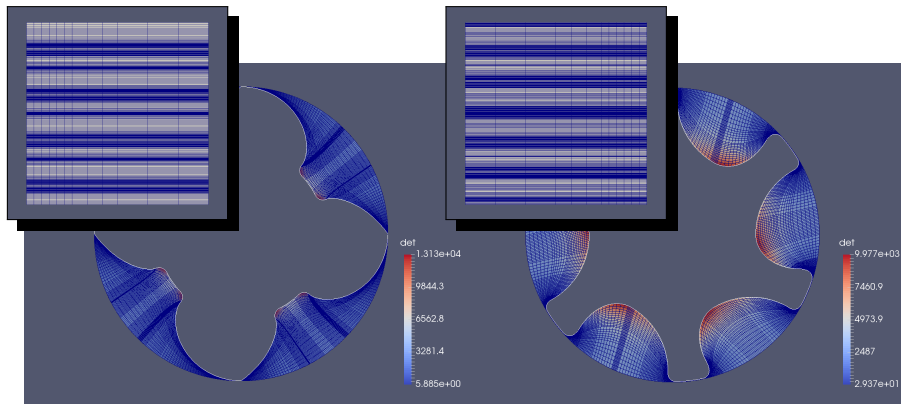 det
1.313e+04
9844.3
6562.8
3281.4
5.885e+00
det
9.977e+03
7460.9
4973.9
2487
2.937e+01